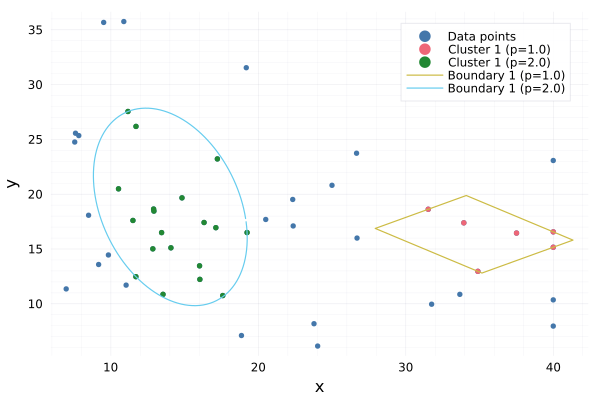 Data points
Cluster 1 (p=1.0)
Cluster 1 (p=2.0)
Boundary 1 (p=1.0)
Boundary 1 (p=2.0)
35
30
25
20
15
10
y
10 20 30 40
x